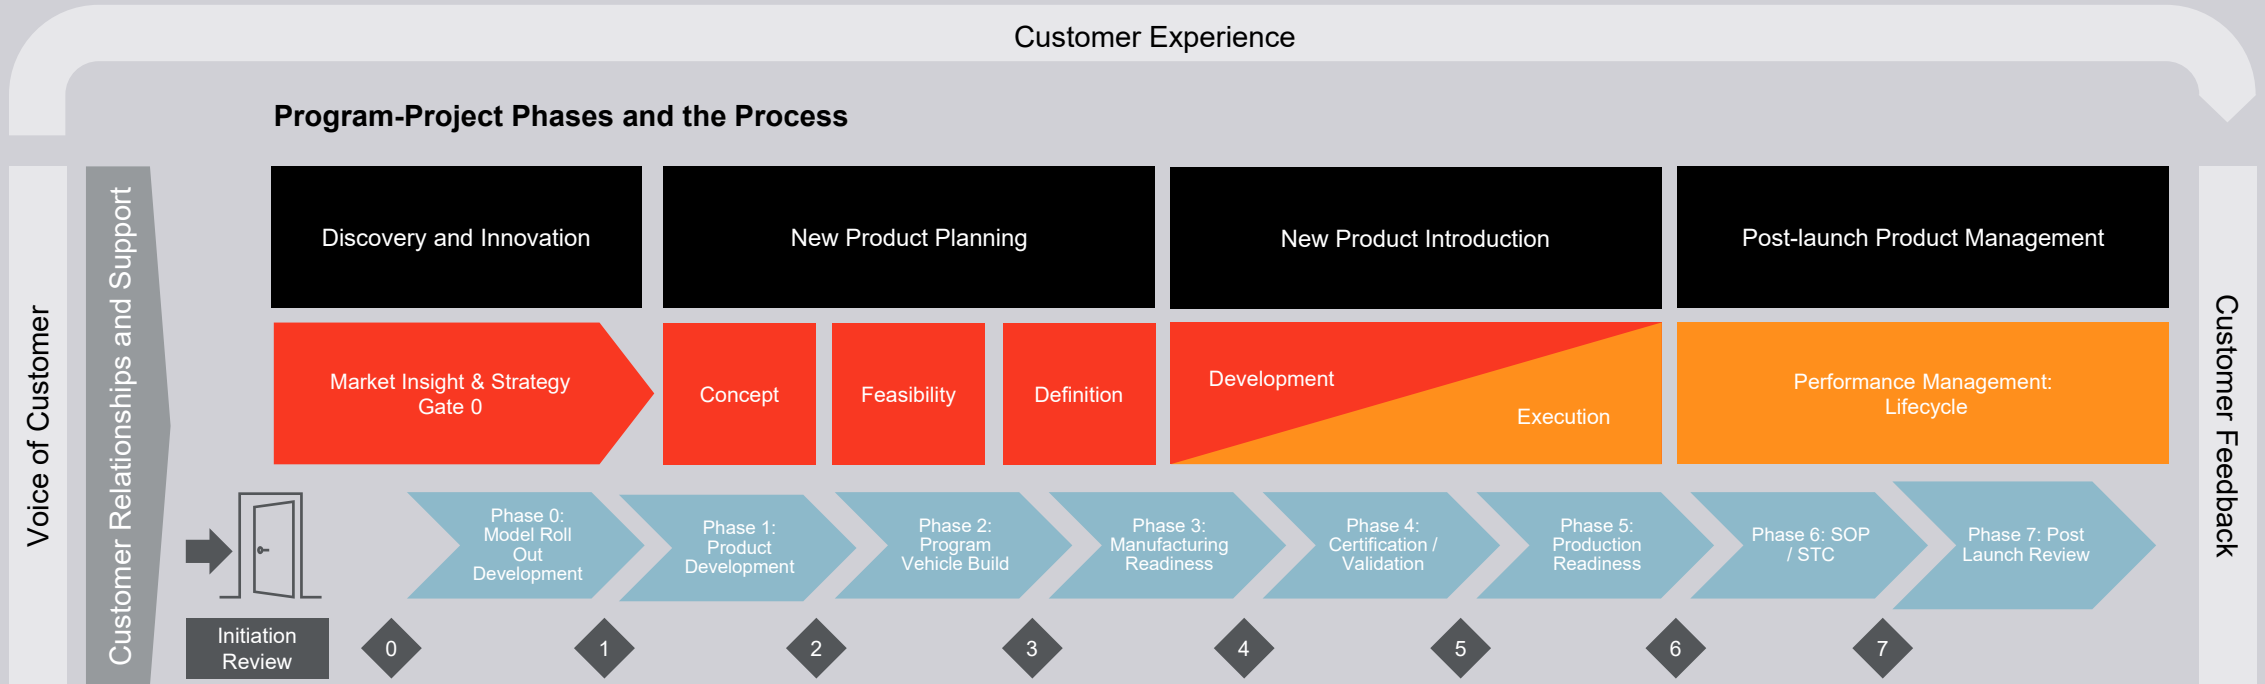 Customer Experience
Program-Project Phases and the Process
Voice of Customer
Customer Relationships and Support
Discovery and Innovation
New Product Planning
New Product Introduction
Post-launch Product Management
Customer Feedback
Market Insight & Strategy
Gate 0
Concept
Feasibility
Definition
Development
Execution
Performance Management:
Lifecycle
Phase 0:
Model Roll
Out
Development
Phase 1:
Product
Development
Phase 2:
Program
Vehicle Build
Phase 3:
Manufacturing
Readiness
Phase 4:
Certification /
Validation
Phase 5:
Production
Readiness
Phase 6: SOP
/ STC
Phase 7: Post
Launch Review
Initiation
Review
0
1
2
3
4
5
6
7